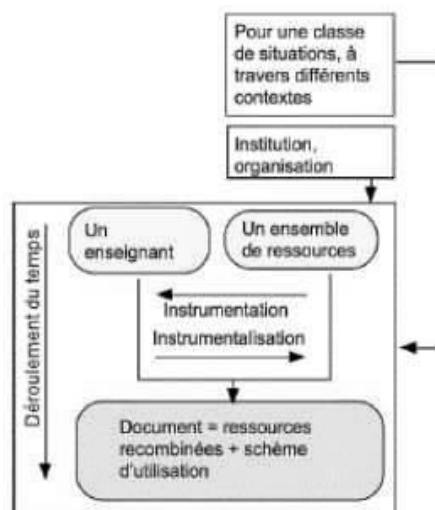 Pour une classe
de situations, à
travers différents
contextes
Institution,
organisation
Déroulement du temps
Un
enseignant
Un ensemble
de ressources
Instrumentation
Instrumentalisation
Document = ressources
recombinées + schème
d'utilisation